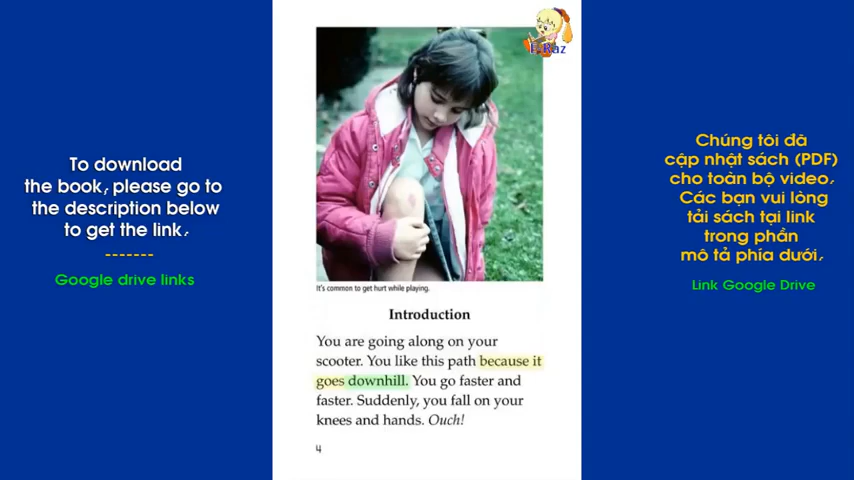 To download
the book, please go to
the description below
to get the link,
-------
Google drive links
Raz
It's common to get hurt while playing.
Introduction
You are going along on your
scooter. You like this path because it
goes downhill. You go faster and
faster. Suddenly, you fall on your
knees and hands. Ouch!
4
Chúng tôi đã
cập nhật sách (PDF)
cho toàn bộ video,
Các bạn vui lòng
tải sách tại link
trong phần
mô tả phía dưới,
Link Google Drive